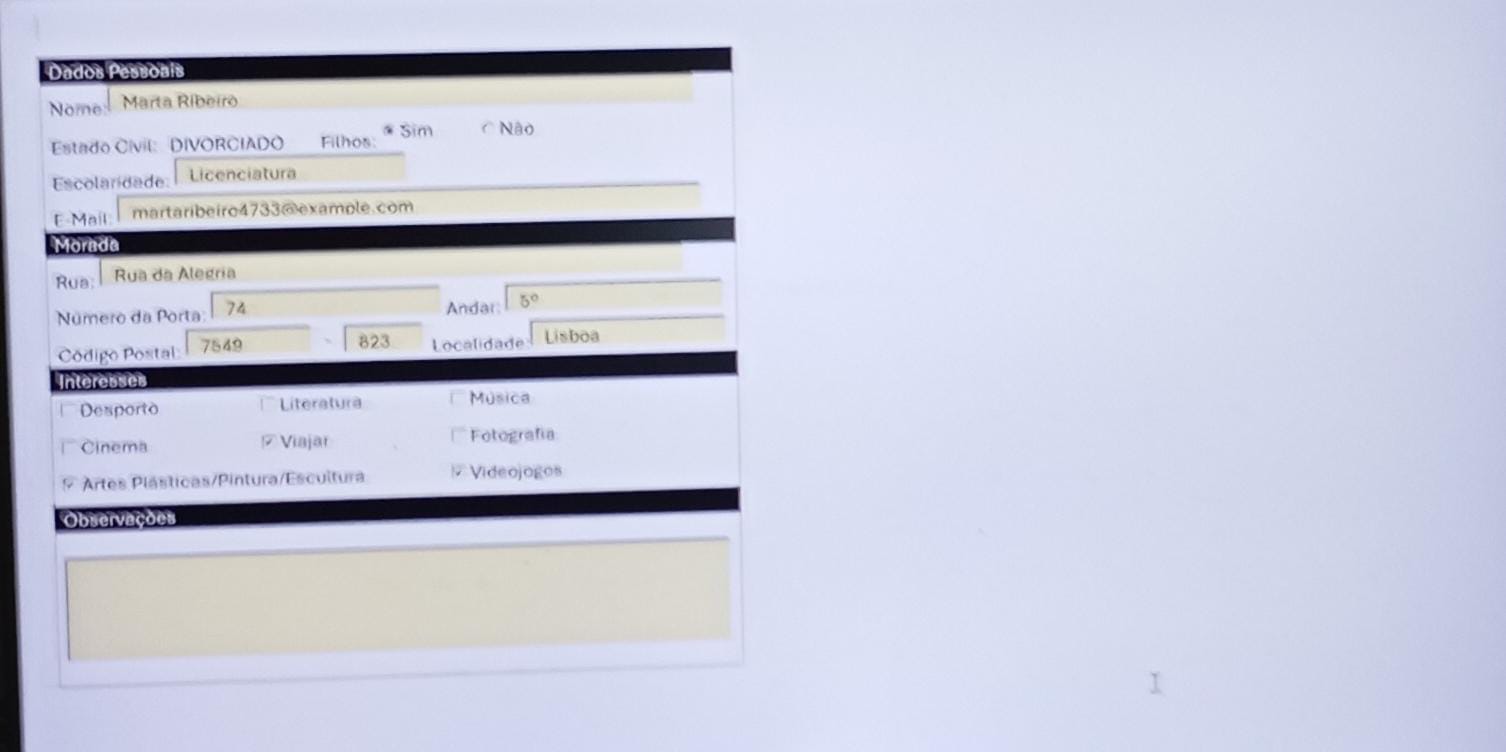 Dados Pessoais
Nome: Marta Ribeiro
Estado Civil: DIVORCIADO Filhos: Sim Não
Escolaridade: Licenciatura
E-Mail: martaribeiro4733@example.com
Morada
Rua: Rua da Alegria
Número da Porta: 74 Andar: 5º
Código Postal: 7549 - 823 Localidade: Lisboa
Interesses
Desporto Literatura Música
Cinema Viajar Fotografia
Artes Plásticas/Pintura/Escultura Videojogos
Observações